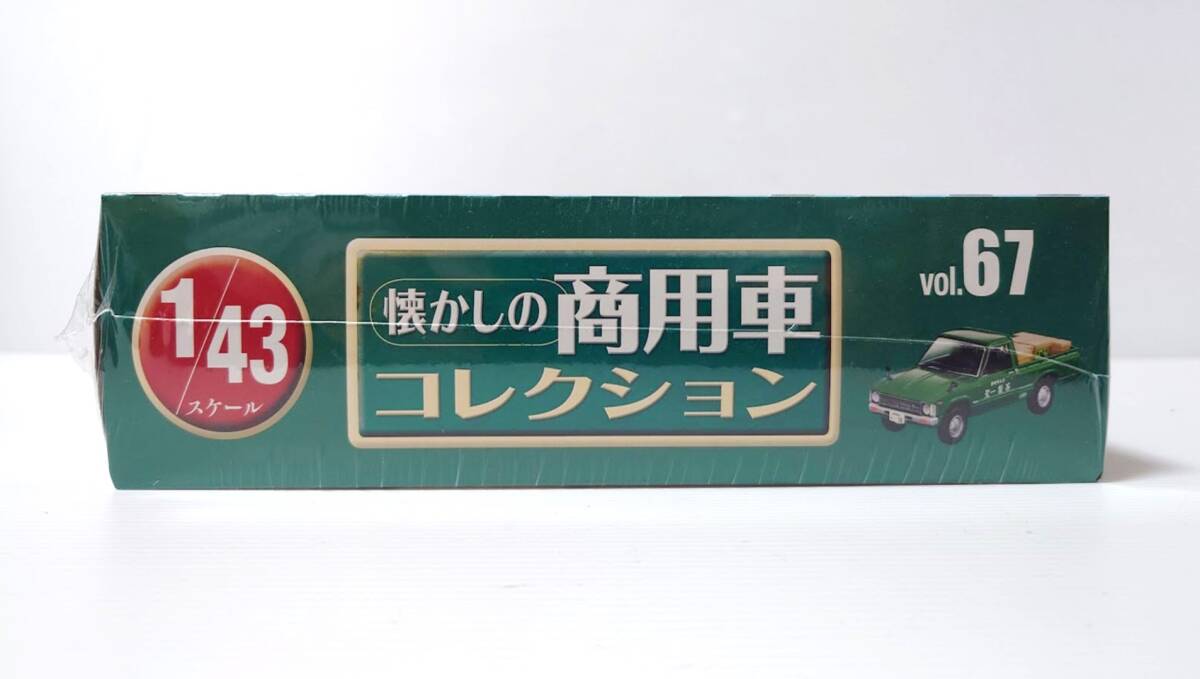 1/43
スケール
懐かしの 商用車
コレクション
vol.67